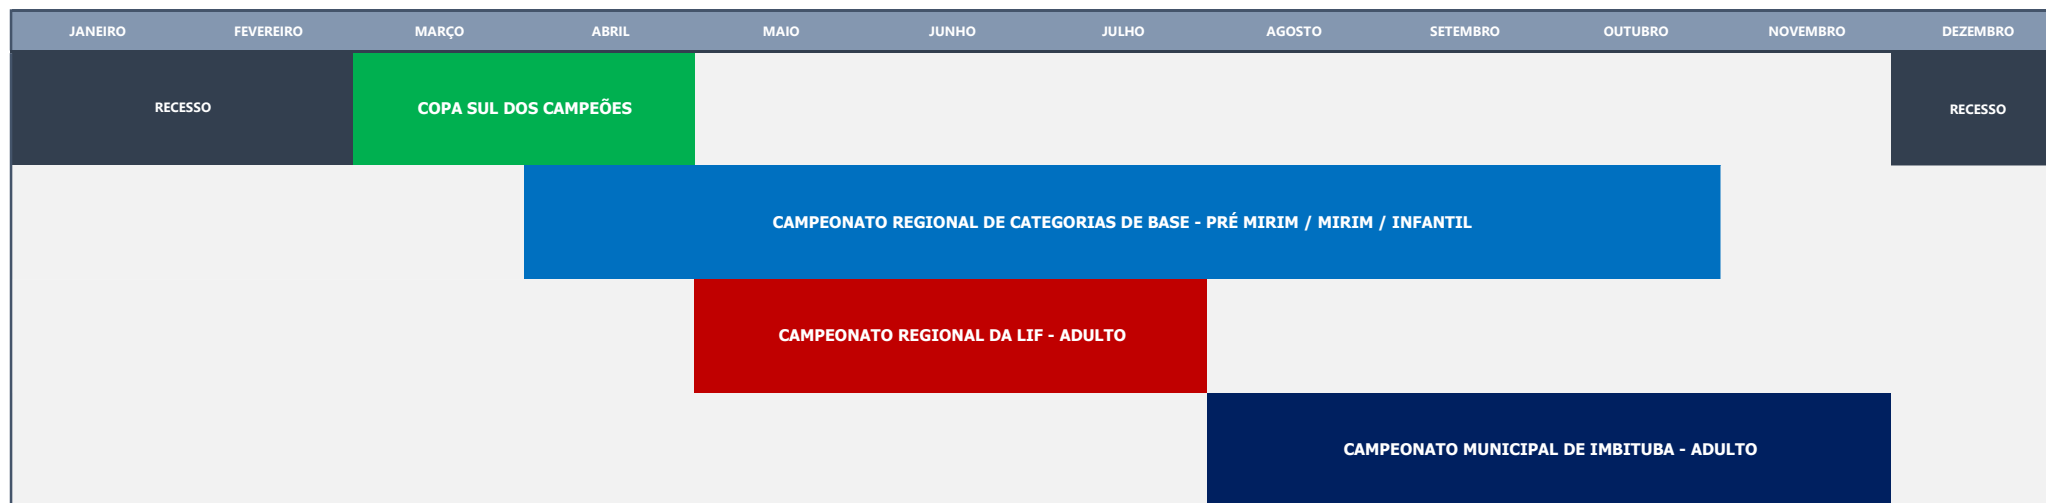 JANEIRO FEVEREIRO MARÇO ABRIL MAIO JUNHO JULHO AGOSTO SETEMBRO OUTUBRO NOVEMBRO DEZEMBRO
RECESSO COPA SUL DOS CAMPEÕES RECESSO
CAMPEONATO REGIONAL DE CATEGORIAS DE BASE - PRÉ MIRIM / MIRIM / INFANTIL
CAMPEONATO REGIONAL DA LIF - ADULTO
CAMPEONATO MUNICIPAL DE IMBITUBA - ADULTO